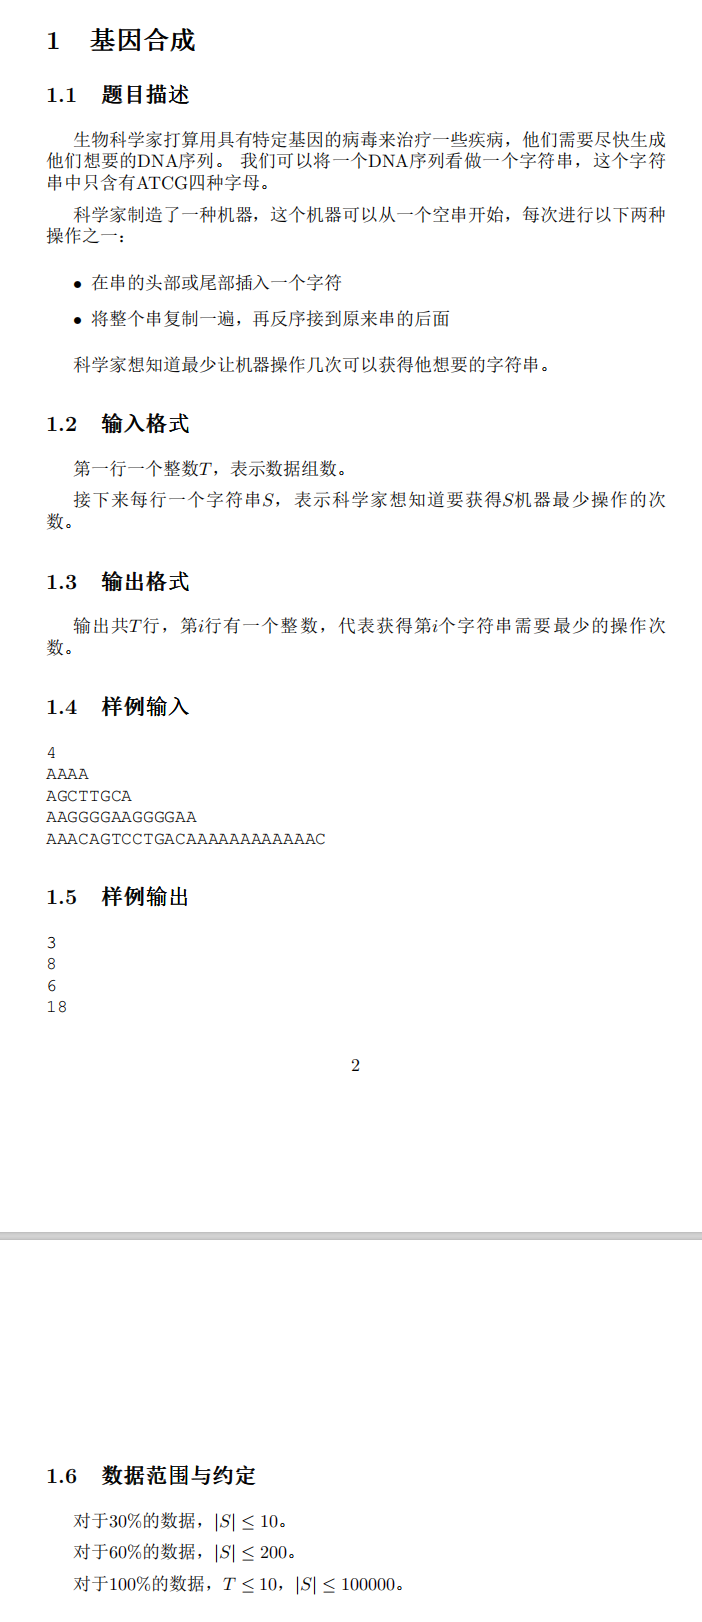 1 基因合成
1.1 题目描述
生物科学家打算用具有特定基因的病毒来治疗一些疾病，他们需要尽快生成
他们想要的DNA序列。 我们可以将一个DNA序列看做一个字符串，这个字符
串中只含有ATCG四种字母。
科学家制造了一种机器，这个机器可以从一个空串开始，每次进行以下两种
操作之一：
• 在串的头部或尾部插入一个字符
• 将整个串复制一遍，再反序接到原来串的后面
科学家想知道最少让机器操作几次可以获得他想要的字符串。
1.2 输入格式
第一行一个整数T，表示数据组数。
接下来每行一个字符串S，表示科学家想知道要获得S机器最少操作的次
数。
1.3 输出格式
输出共T行，第i行有一个整数，代表获得第i个字符串需要最少的操作次
数。
1.4 样例输入
4
AAAA
AGCTTGCA
AAGGGGAAGGGGAA
AAACAGTCCTGACAAAAAAAAAAAAC
1.5 样例输出
3
8
6
18
2
1.6 数据范围与约定
对于30%的数据，|S| ≤ 10。
对于60%的数据，|S| ≤ 200。
对于100%的数据，T ≤ 10，|S| ≤ 100000。